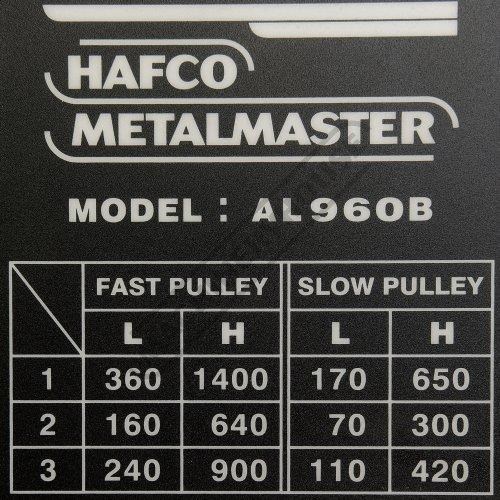 HAFCO
METALMASTER
MODEL : AL960B
FAST PULLEY SLOW PULLEY
L H L H
1 360 1400 170 650
2 160 640 70 300
3 240 900 110 420